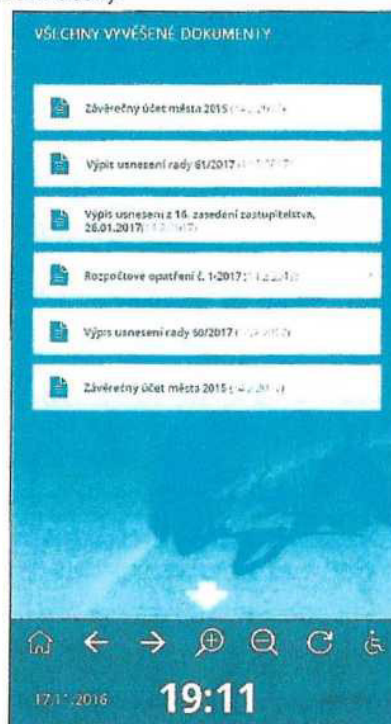 VŠECHNY VYVĚŠENÉ DOKUMENTY
Závěrečný účet města 2015
Výpis usnesení rady 61/2017
Výpis usnesení z 16. zasedání zastupitelstva,
26.01.2017
Rozpočtové opatření č. 1-2017
Výpis usnesení rady 60/2017
Závěrečný účet města 2015
19:11